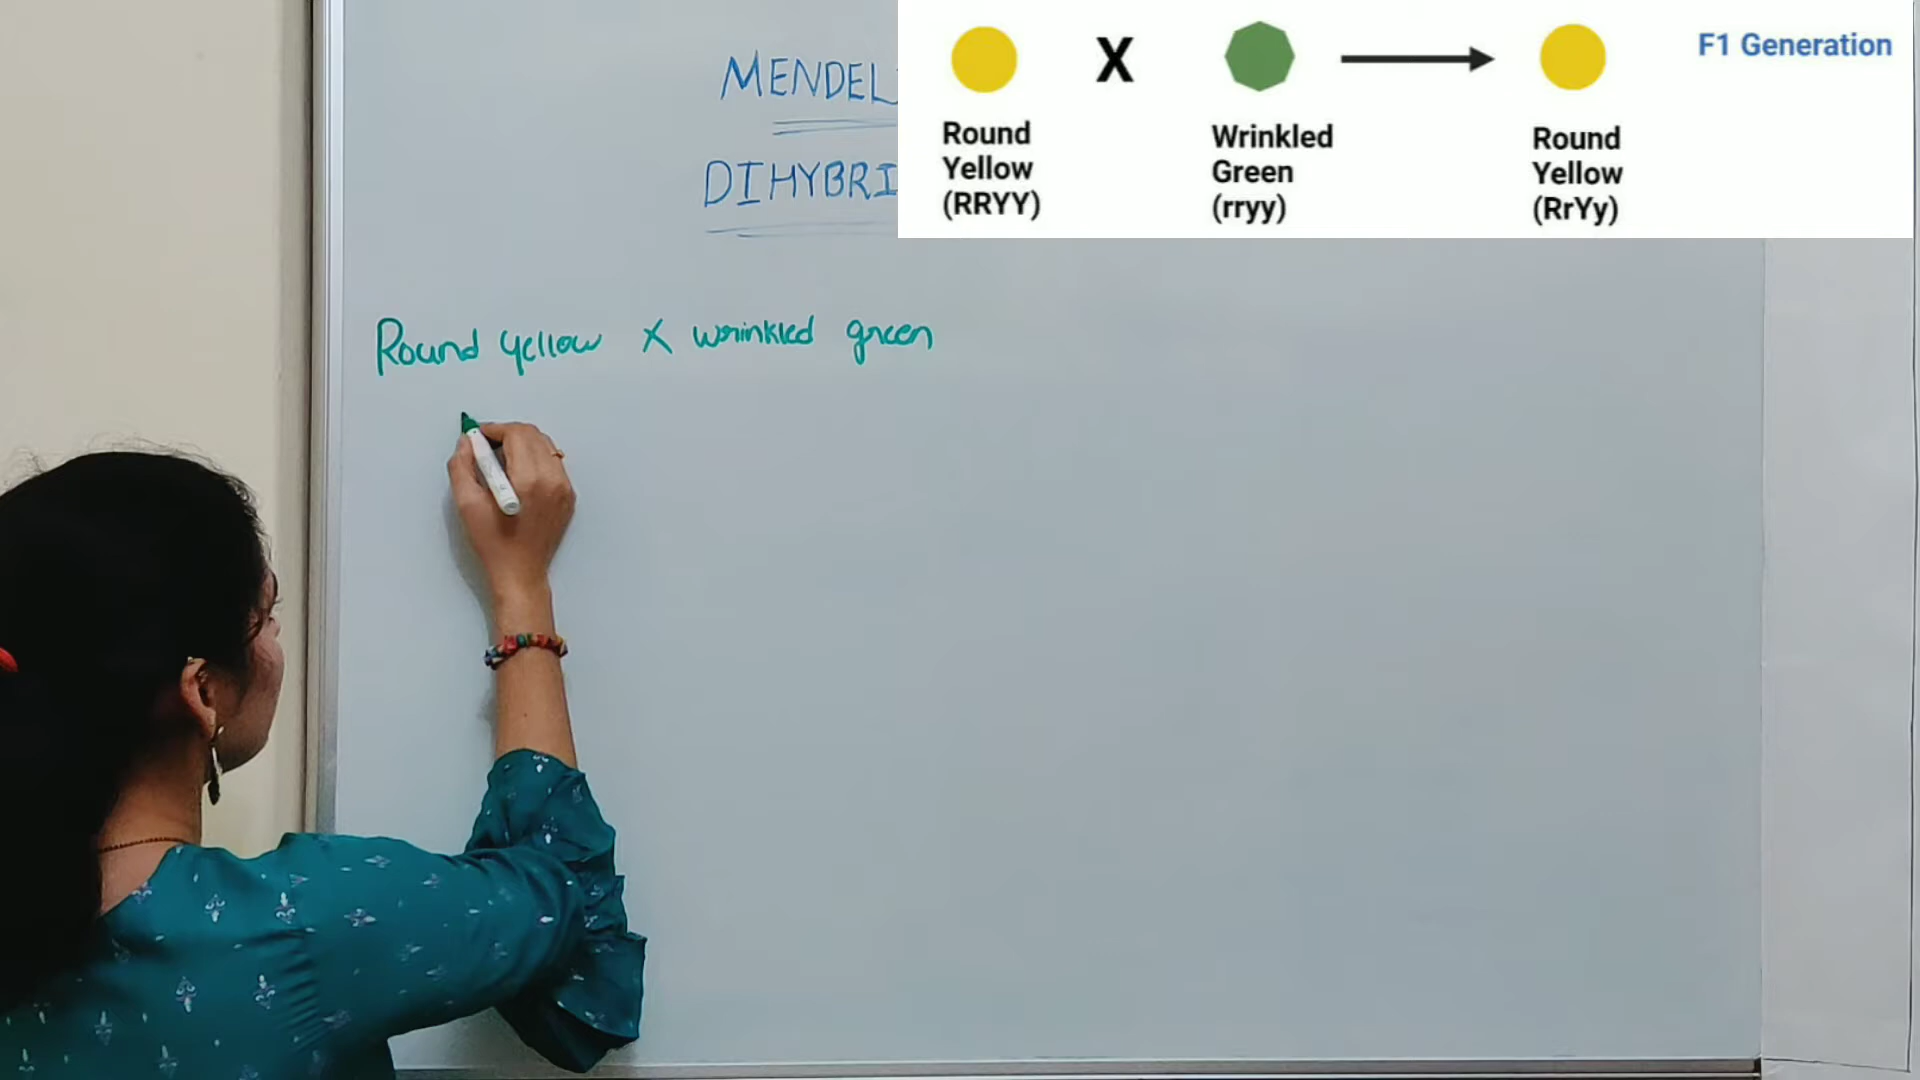 MENDEL
DIHYBRI
Round yellow X wrinkled green
X
F1 Generation
Round
Yellow
(RRYY)
Wrinkled
Green
(rryy)
Round
Yellow
(RrYy)